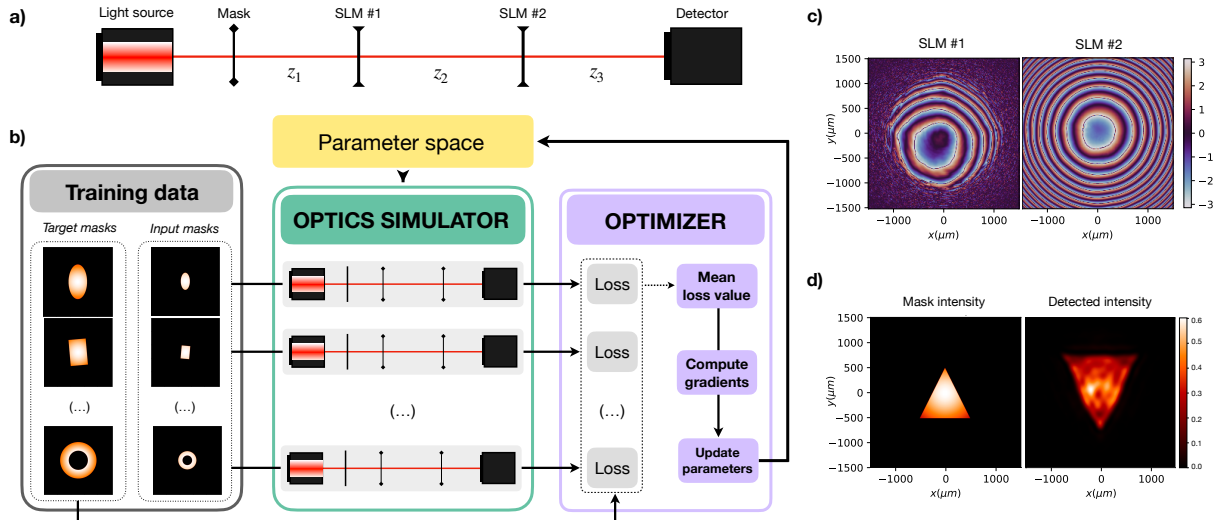 a)
Light source
Mask
SLM #1
SLM #2
Detector
z₁
z₂
z₃
b)
Parameter space
Training data
Target masks
Input masks
(...)
(...)
OPTICS SIMULATOR
(...)
OPTIMIZER
Loss
Loss
(...)
Loss
Mean
loss value
Compute
gradients
Update
parameters
c)
SLM #1
SLM #2
1500
1000
500
0
−500
−1000
−1500
y(μm)
−1000
0
1000
x(μm)
−1000
0
1000
x(μm)
3
2
1
0
−1
−2
−3
d)
Mask intensity
Detected intensity
1500
1000
500
0
−500
−1000
−1500
y(μm)
−1000
0
1000
x(μm)
−1000
0
1000
x(μm)
0.6
0.5
0.4
0.3
0.2
0.1
0.0